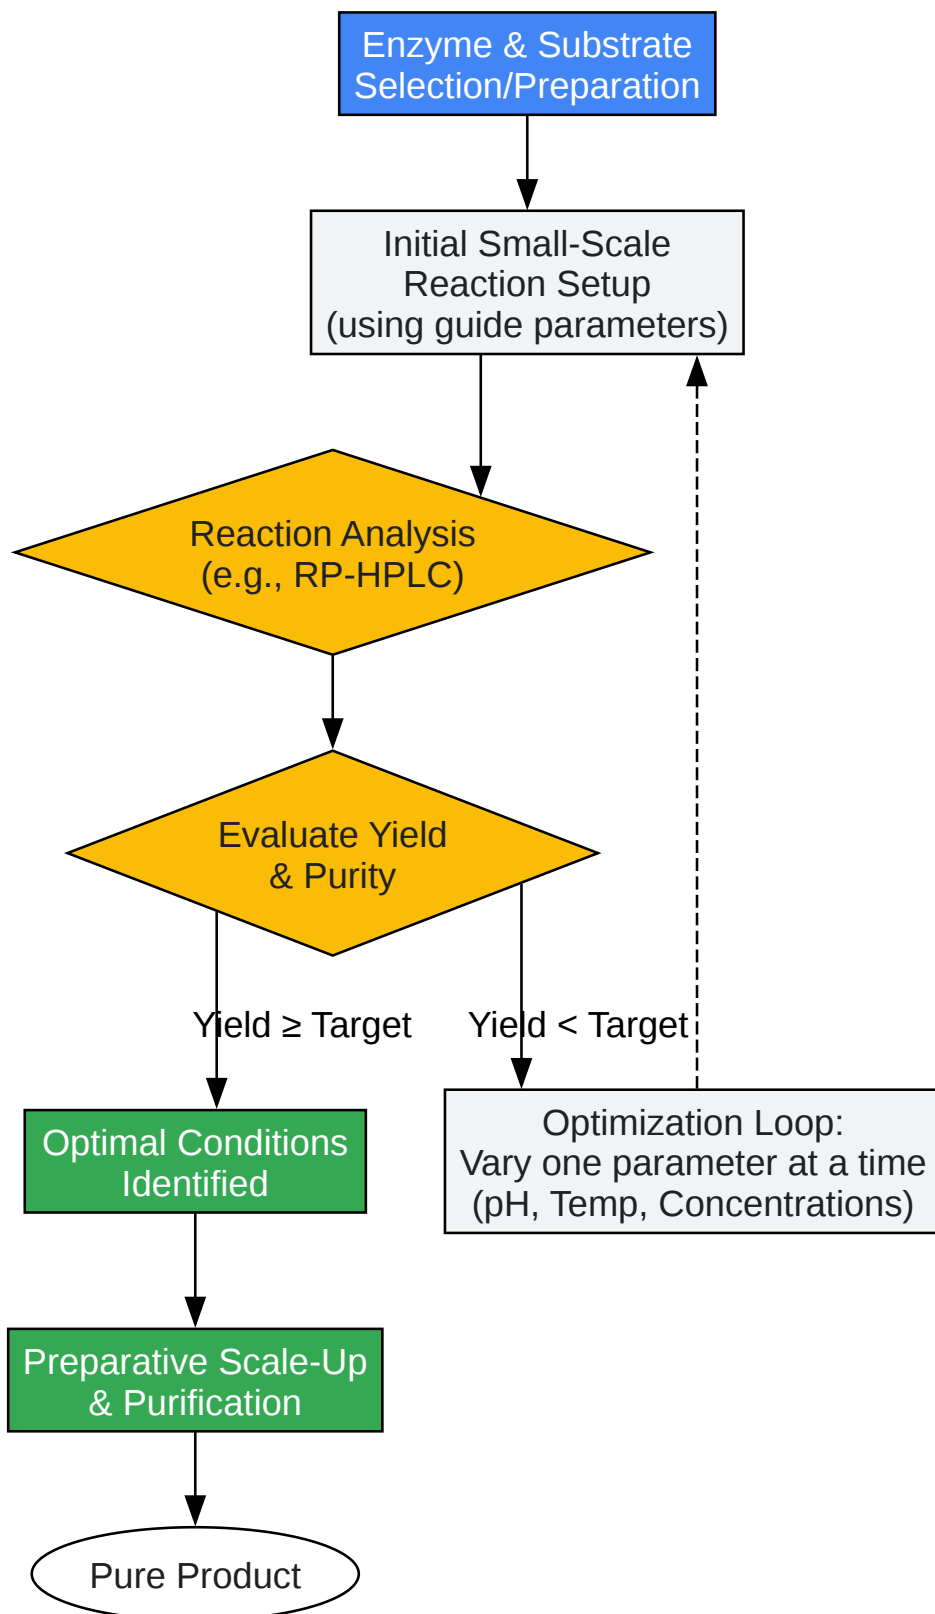 Enzyme & Substrate
Selection/Preparation
Initial Small-Scale
Reaction Setup
(using guide parameters)
Reaction Analysis
(e.g., RP-HPLC)
Evaluate Yield
& Purity
Yield ≥ Target
Yield < Target
Optimal Conditions
Identified
Optimization Loop:
Vary one parameter at a time
(pH, Temp, Concentrations)
Preparative Scale-Up
& Purification
Pure Product